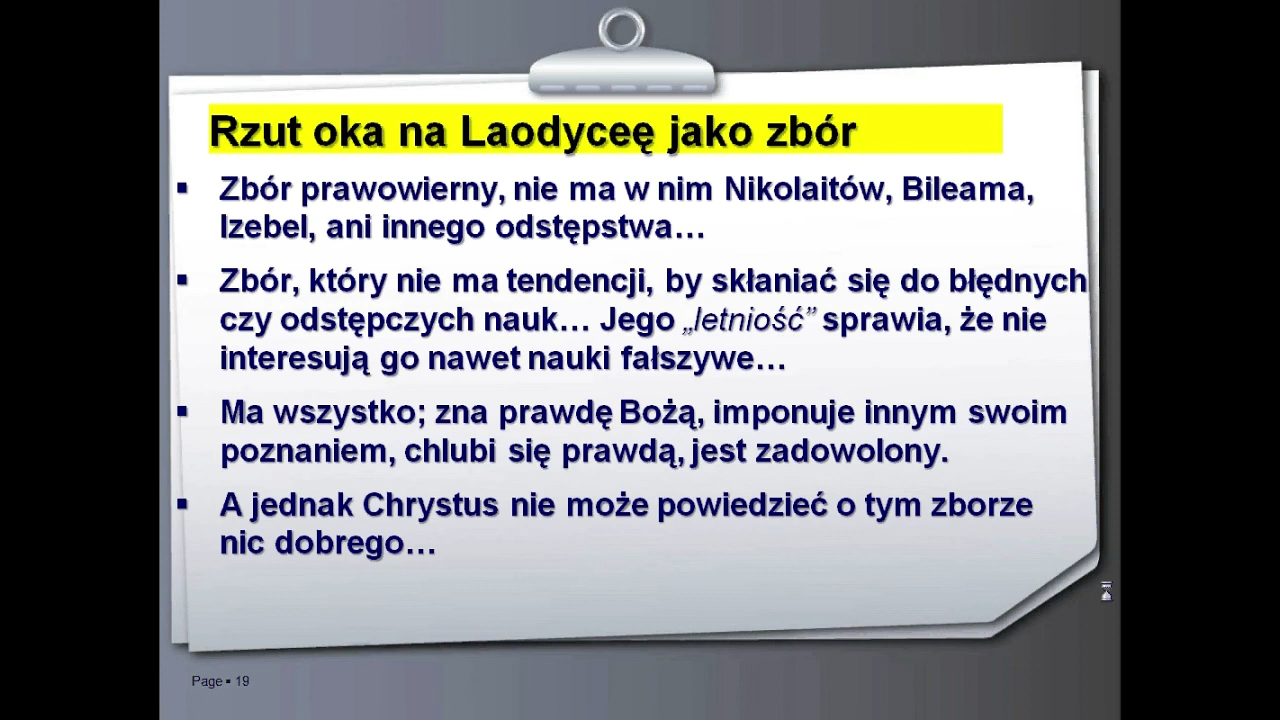 Rzut oka na Laodyceę jako zbór
▪ Zbór prawowierny, nie ma w nim Nikolaitów, Bileama,
Izebel, ani innego odstępstwa…
▪ Zbór, który nie ma tendencji, by skłaniać się do błędnych
czy odstępczych nauk… Jego „letniość” sprawia, że nie
interesują go nawet nauki fałszywe…
▪ Ma wszystko; zna prawdę Bożą, imponuje innym swoim
poznaniem, chlubi się prawdą, jest zadowolony.
▪ A jednak Chrystus nie może powiedzieć o tym zborze
nic dobrego…
Page ▪ 19